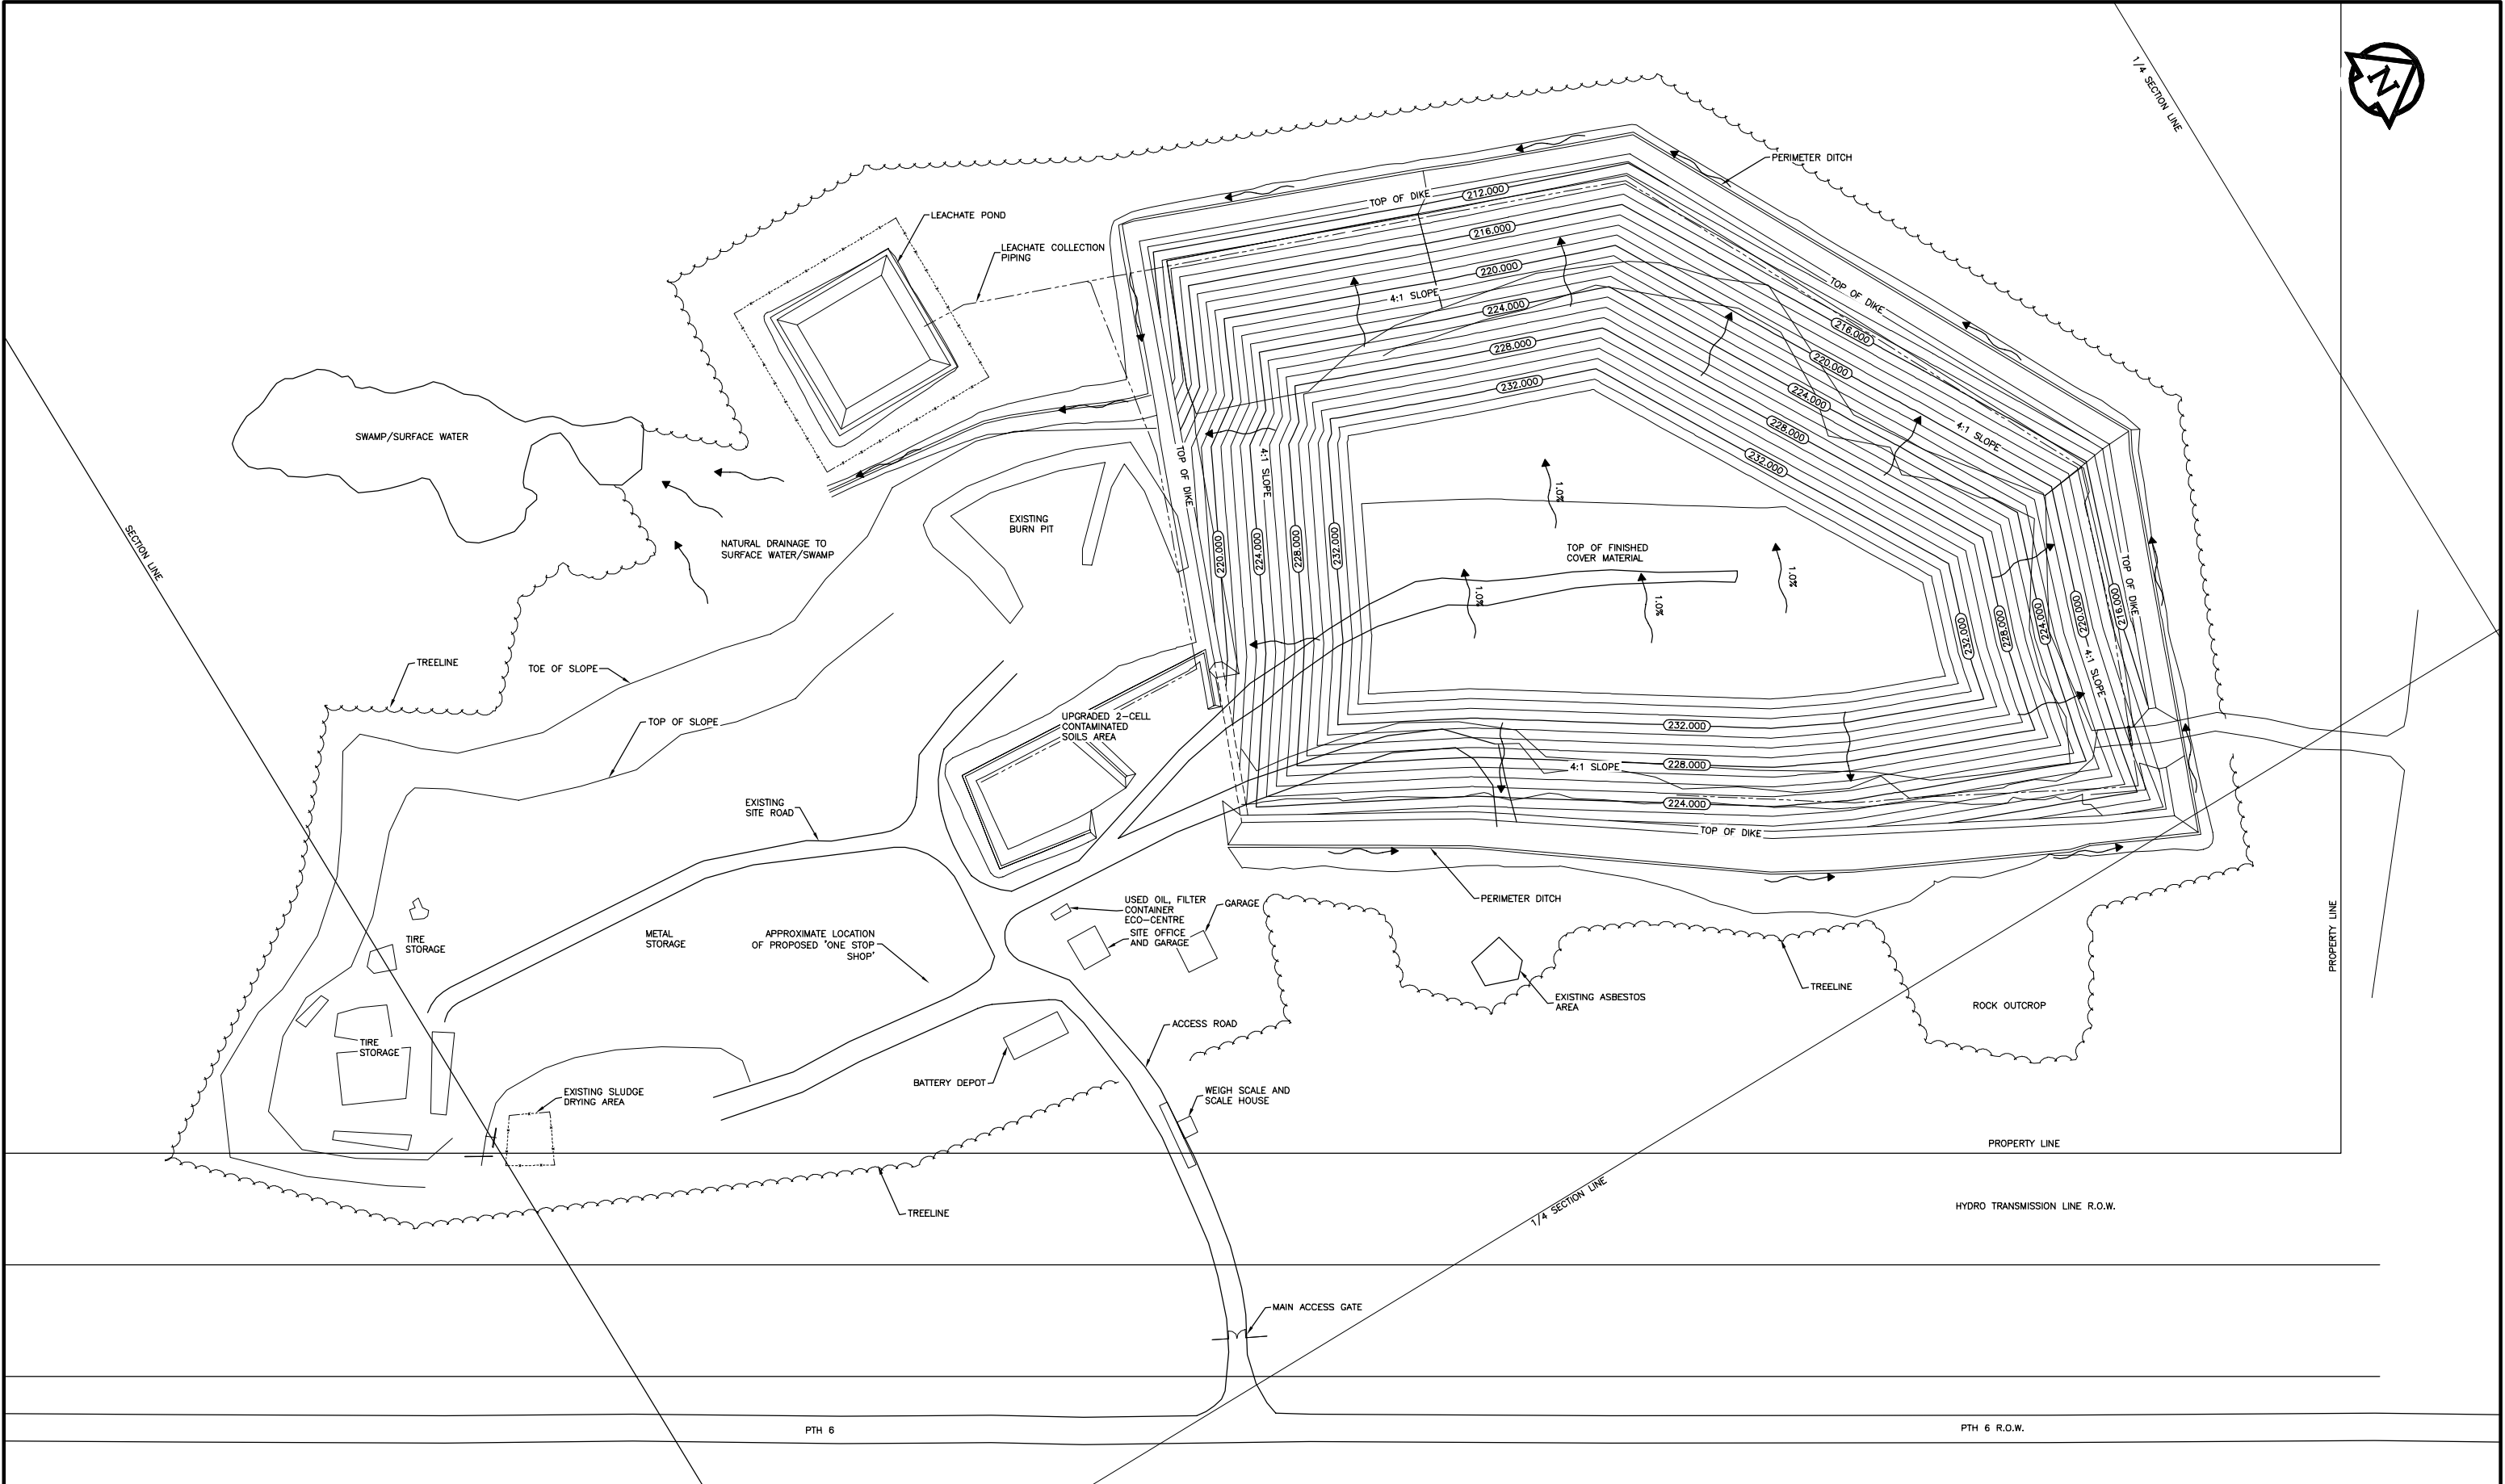 1/4 SECTION LINE
N
PERIMETER DITCH
LEACHATE POND
TOP OF DIKE
212.000
LEACHATE COLLECTION
PIPING
216.000
220.000
4:1 SLOPE
224.000
228.000
232.000
TOP OF DIKE
216.000
220.000
224.000
228.000
232.000
4:1 SLOPE
SWAMP/SURFACE WATER
TOP OF DIKE
4:1 SLOPE
220.000
224.000
228.000
232.000
1.0%
EXISTING
BURN PIT
NATURAL DRAINAGE TO
SURFACE WATER/SWAMP
SECTION LINE
TOP OF FINISHED
COVER MATERIAL
1.0%
1.0%
1.0%
TOP OF DIKE
219.000
220.000
224.000
228.000
232.000
4:1 SLOPE
TREELINE
TOE OF SLOPE
TOP OF SLOPE
UPGRADED 2-CELL
CONTAMINATED
SOILS AREA
232.000
228.000
4:1 SLOPE
224.000
TOP OF DIKE
EXISTING
SITE ROAD
PERIMETER DITCH
USED OIL, FILTER
CONTAINER
ECO-CENTRE
SITE OFFICE
AND GARAGE
GARAGE
TIRE
STORAGE
METAL
STORAGE
APPROXIMATE LOCATION
OF PROPOSED 'ONE STOP
SHOP'
PROPERTY LINE
TREELINE
EXISTING ASBESTOS
AREA
ROCK OUTCROP
ACCESS ROAD
TIRE
STORAGE
BATTERY DEPOT
EXISTING SLUDGE
DRYING AREA
WEIGH SCALE AND
SCALE HOUSE
PROPERTY LINE
TREELINE
1/4 SECTION LINE
HYDRO TRANSMISSION LINE R.O.W.
MAIN ACCESS GATE
PTH 6
PTH 6 R.O.W.